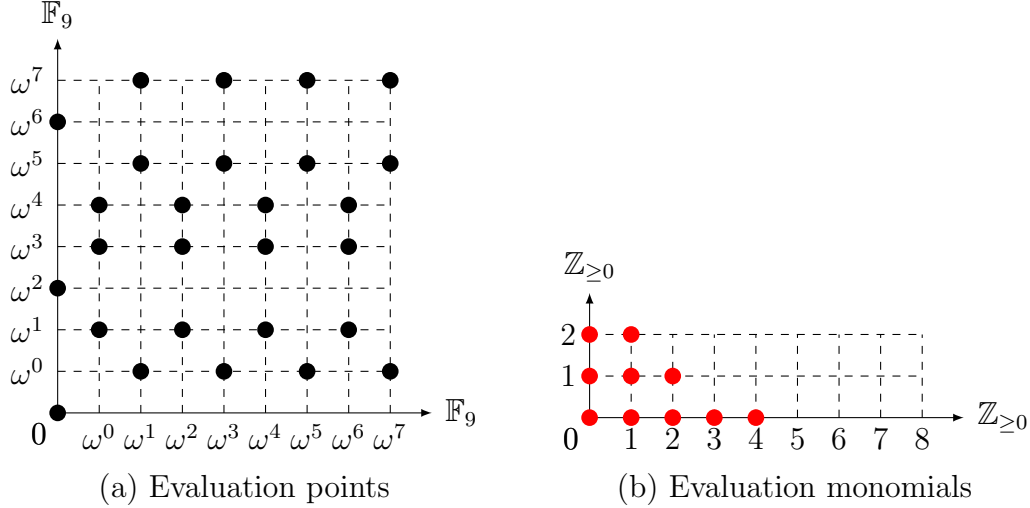 𝔽₉
ω⁷
ω⁶
ω⁵
ω⁴
ω³
ω²
ω¹
ω⁰
0
ω⁰ ω¹ ω² ω³ ω⁴ ω⁵ ω⁶ ω⁷
𝔽₉
(a) Evaluation points
ℤ≥0
2
1
0
1 2 3 4 5 6 7 8
ℤ≥0
(b) Evaluation monomials